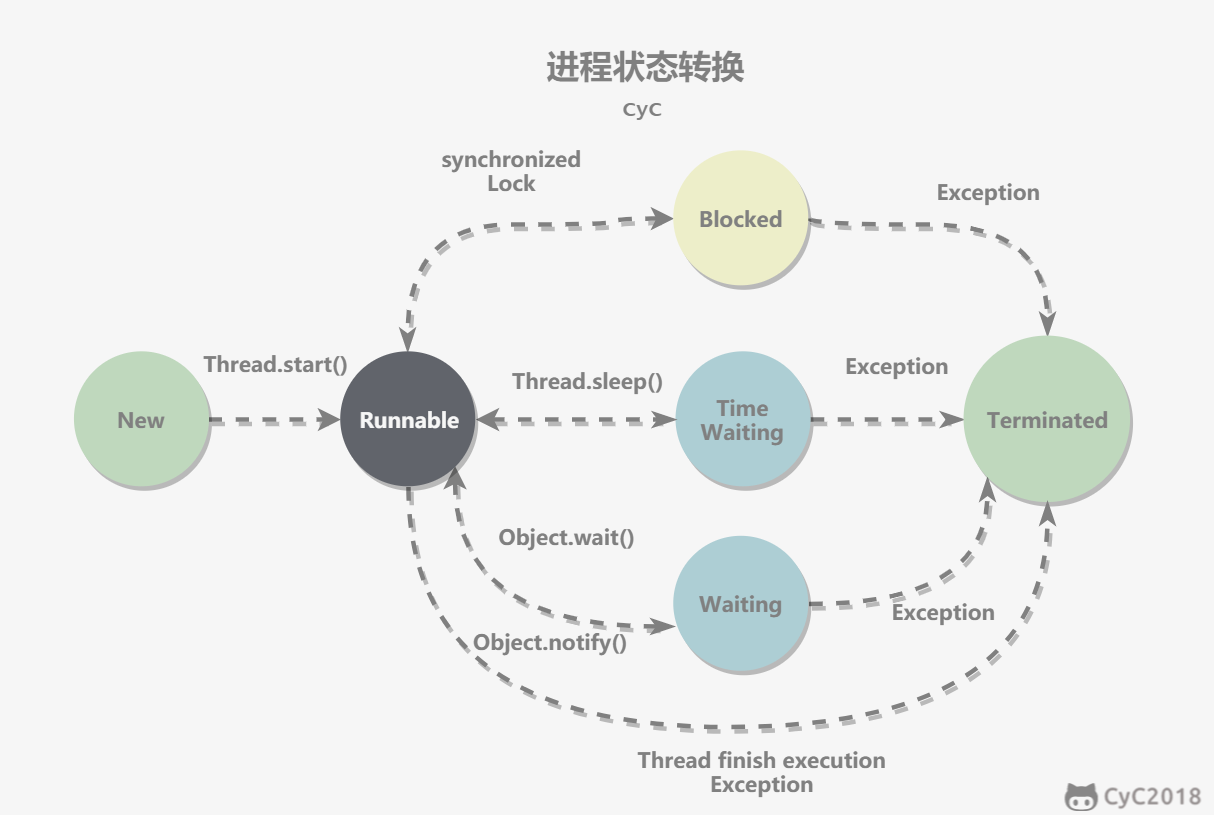 进程状态转换
CyC
synchronized
Lock
Blocked
Exception
Thread.start()
Thread.sleep()
Exception
New
Runnable
Time
Waiting
Terminated
Object.wait()
Waiting
Exception
Object.notify()
Thread finish execution
Exception
CyC2018